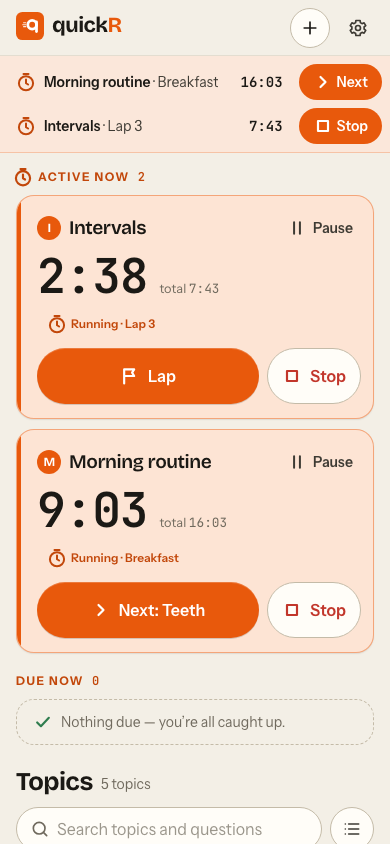 quickR
Morning routine · Breakfast 16:03 Next
Intervals · Lap 3 7:43 Stop
ACTIVE NOW 2
I Intervals Pause
2:38 total 7:43
Running · Lap 3
Lap Stop
M Morning routine Pause
9:03 total 16:03
Running · Breakfast
Next: Teeth Stop
DUE NOW 0
Nothing due — you're all caught up.
Topics 5 topics
Search topics and questions